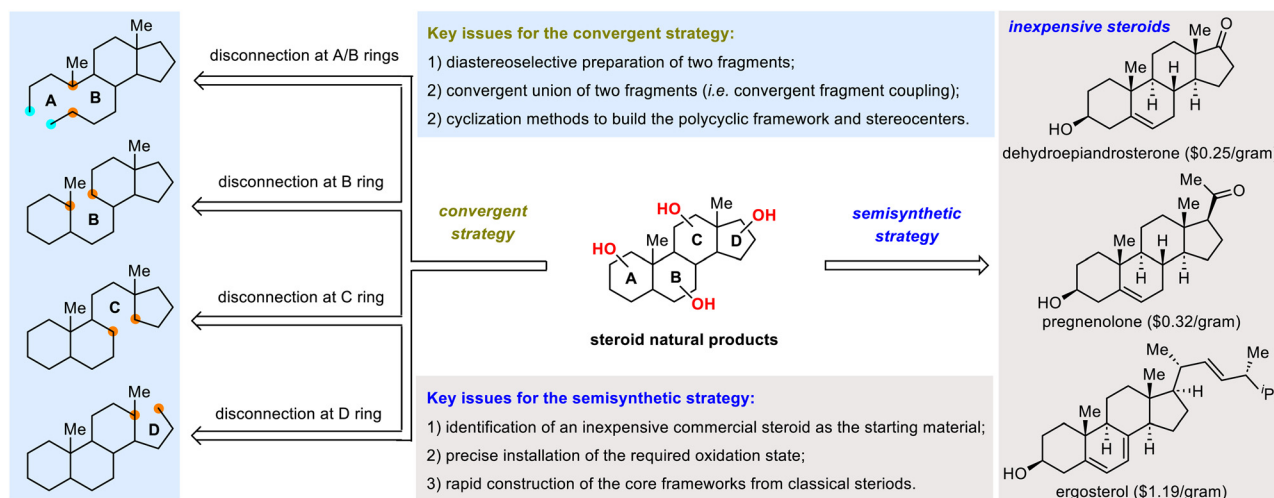 Me
Me
A
B
disconnection at A/B rings
Me
Me
B
disconnection at B ring
Me
Me
C
disconnection at C ring
Me
Me
D
disconnection at D ring
Key issues for the convergent strategy:
1) diastereoselective preparation of two fragments;
2) convergent union of two fragments (i.e. convergent fragment coupling);
2) cyclization methods to build the polycyclic framework and stereocenters.
convergent
strategy
HO
Me
OH
HO
Me
C
D
A
B
OH
steroid natural products
semisynthetic
strategy
Key issues for the semisynthetic strategy:
1) identification of an inexpensive commercial steroid as the starting material;
2) precise installation of the required oxidation state;
3) rapid construction of the core frameworks from classical steriods.
inexpensive steroids
Me
O
Me
H
H
H
HO
dehydroepiandrosterone ($0.25/gram
Me
O
Me
Me
H
H
H
HO
pregnenolone ($0.32/gram)
Me
Me
Me
H
iP
Me
H
H
HO
ergosterol ($1.19/gram)